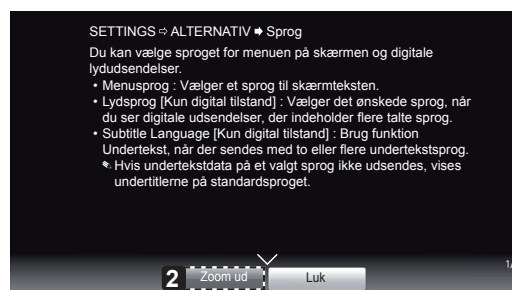 SETTINGS ⇨ ALTERNATIV ➧ Sprog
Du kan vælge sproget for menuen på skærmen og digitale
lydudsendelser.
• Menusprog : Vælger et sprog til skærmteksten.
• Lydsprog [Kun digital tilstand] : Vælger det ønskede sprog, når
du ser digitale udsendelser, der indeholder flere talte sprog.
• Subtitle Language [Kun digital tilstand] : Brug funktion
Undertekst, når der sendes med to eller flere undertekstsprog.
✎ Hvis undertekstdata på et valgt sprog ikke udsendes, vises
undertitlerne på standardsproget.
1/
2 Zoom ud Luk